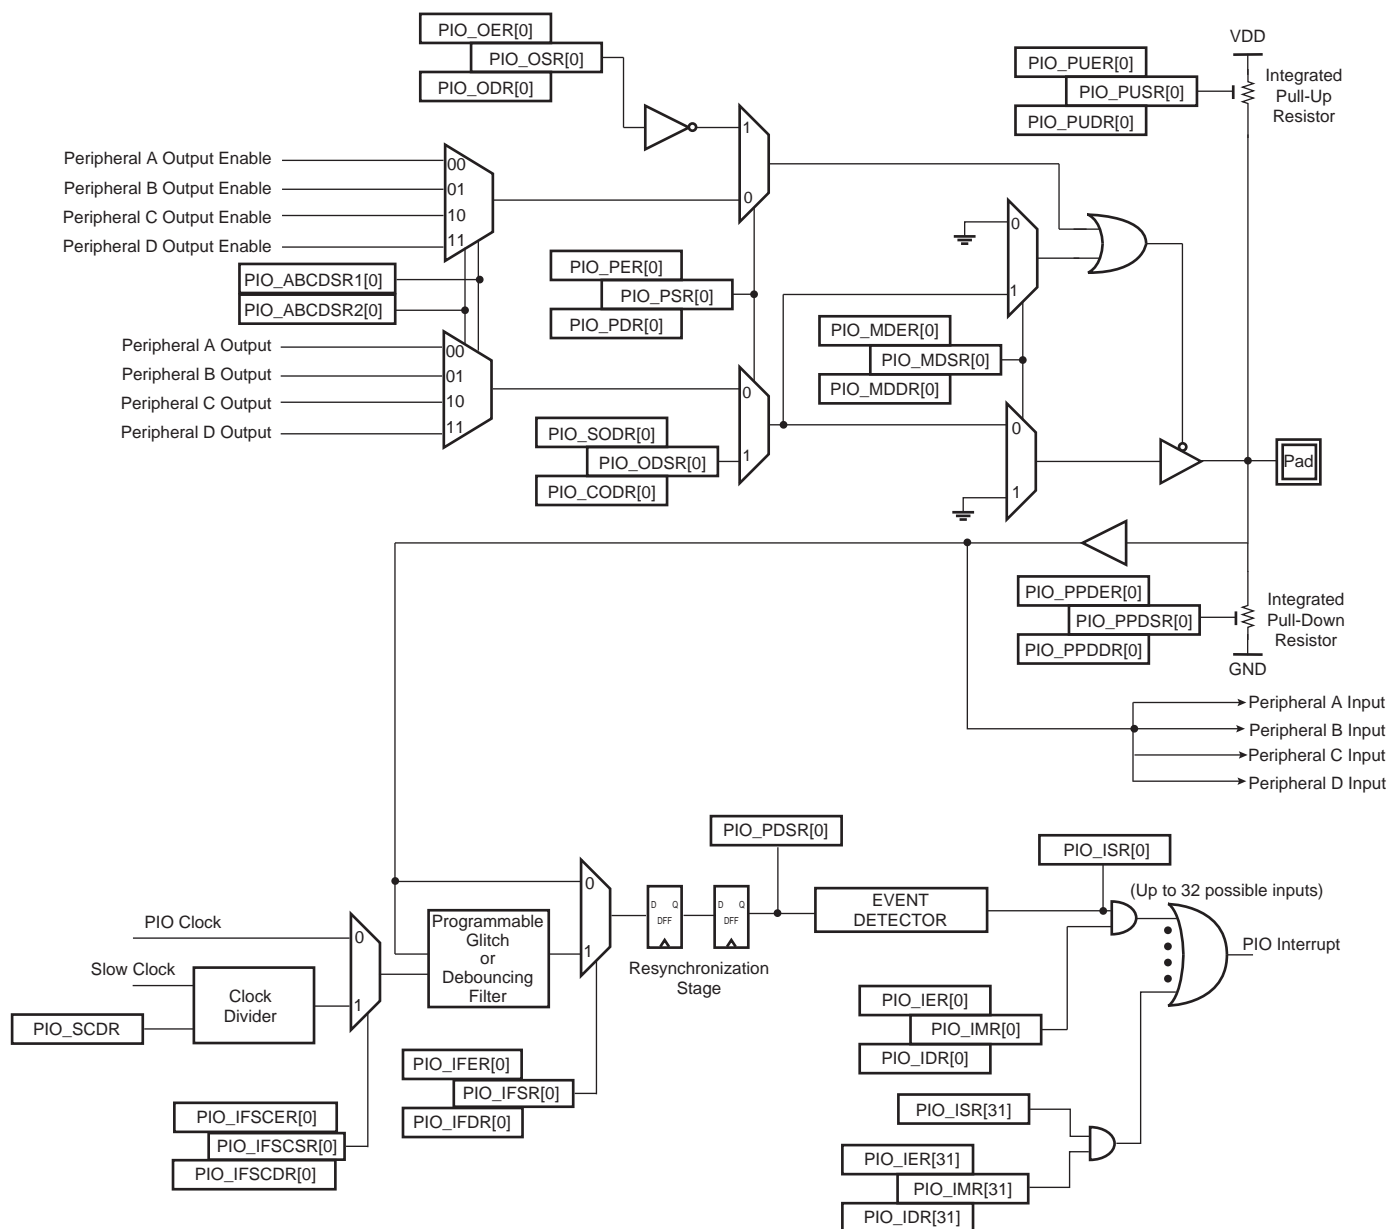 PIO_OER[0]
PIO_OSR[0]
PIO_ODR[0]
1
0
Peripheral A Output Enable
Peripheral B Output Enable
Peripheral C Output Enable
Peripheral D Output Enable
00
01
10
11
PIO_ABCDSR1[0]
PIO_ABCDSR2[0]
PIO_PER[0]
PIO_PSR[0]
PIO_PDR[0]
Peripheral A Output
Peripheral B Output
Peripheral C Output
Peripheral D Output
00
01
10
11
0
1
PIO_SODR[0]
PIO_ODSR[0]
PIO_CODR[0]
0
1
PIO_MDER[0]
PIO_MDSR[0]
PIO_MDDR[0]
0
1
PIO_PUER[0]
PIO_PUSR[0]
PIO_PUDR[0]
VDD
Integrated
Pull-Up
Resistor
Pad
PIO_PPDER[0]
PIO_PPDSR[0]
PIO_PPDDR[0]
Integrated
Pull-Down
Resistor
GND
Peripheral A Input
Peripheral B Input
Peripheral C Input
Peripheral D Input
PIO Clock
Slow Clock
Clock
Divider
PIO_SCDR
0
1
PIO_IFSCER[0]
PIO_IFSCSR[0]
PIO_IFSCDR[0]
Programmable
Glitch
or
Debouncing
Filter
0
1
PIO_IFER[0]
PIO_IFSR[0]
PIO_IFDR[0]
D
Q
DFF
D
Q
DFF
Resynchronization
Stage
PIO_PDSR[0]
EVENT
DETECTOR
PIO_ISR[0]
(Up to 32 possible inputs)
PIO Interrupt
PIO_IER[0]
PIO_IMR[0]
PIO_IDR[0]
PIO_ISR[31]
PIO_IER[31]
PIO_IMR[31]
PIO_IDR[31]